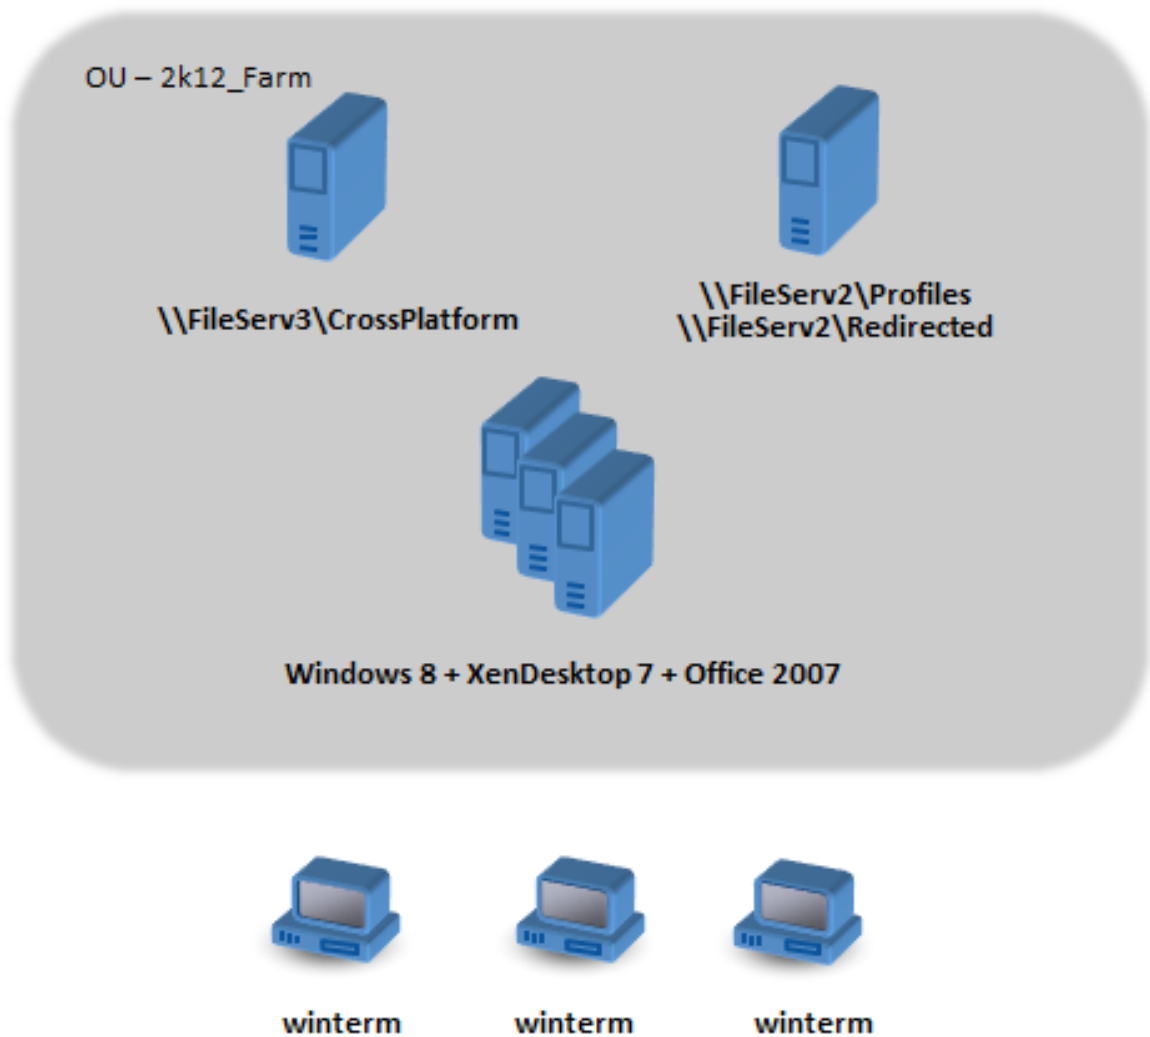 OU – 2k12_Farm
\\FileServ3\CrossPlatform
\\FileServ2\Profiles
\\FileServ2\Redirected
Windows 8 + XenDesktop 7 + Office 2007
winterm
winterm
winterm